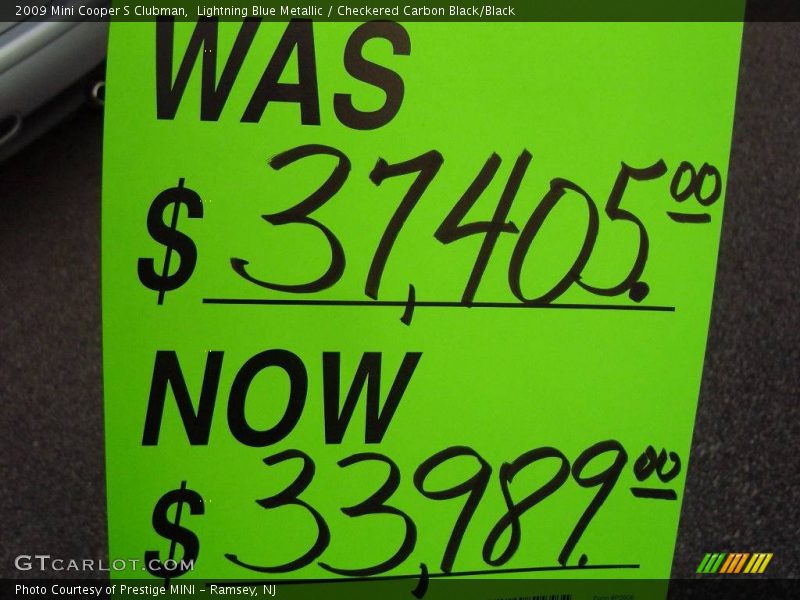 2009 Mini Cooper S Clubman, Lightning Blue Metallic / Checkered Carbon Black/Black
WAS
$ 37,405.00
NOW
$ 33,989.00
GTCARLOT.COM
Photo Courtesy of Prestige MINI - Ramsey, NJ